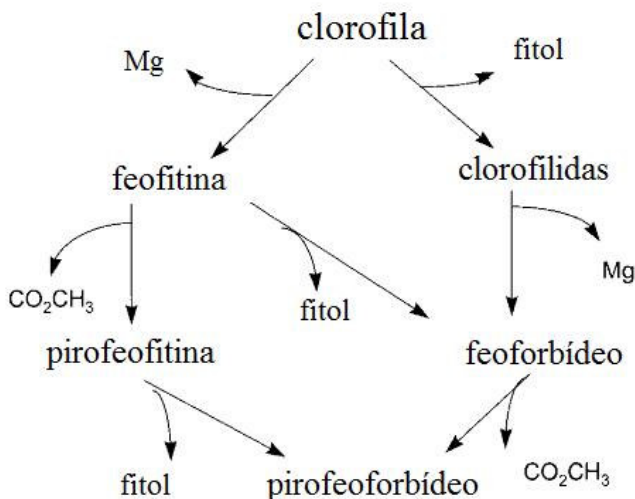 clorofila
Mg
fitol
feofitina
clorofilidas
CO₂CH₃
fitol
Mg
pirofeofitina
feoforbídeo
fitol
pirofeoforbídeo
CO₂CH₃